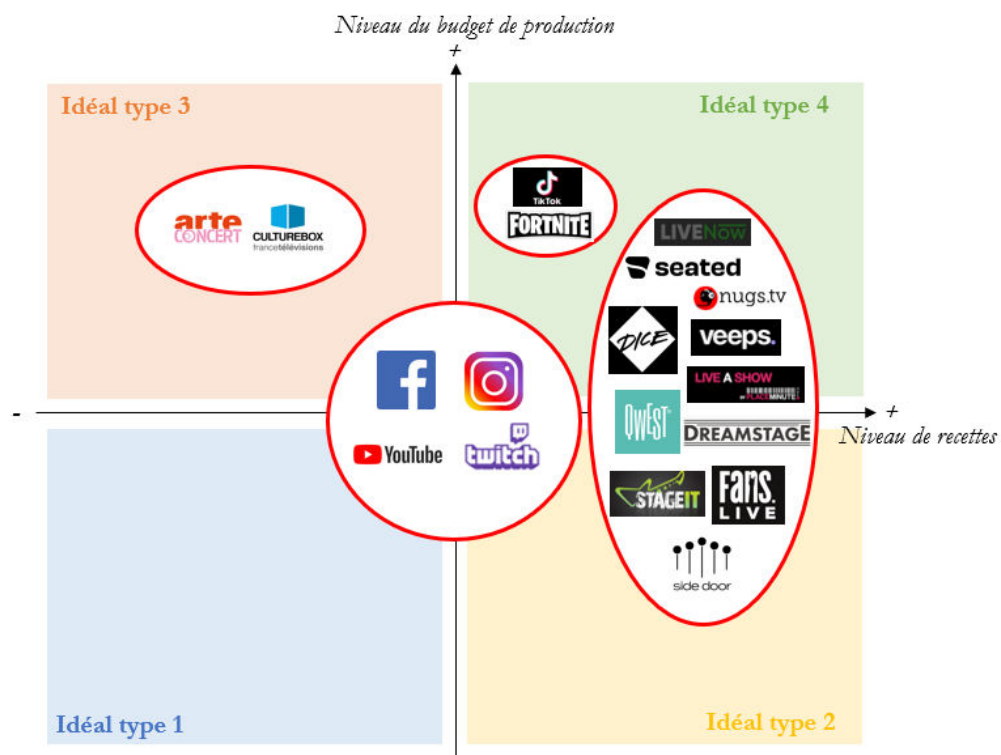 Niveau du budget de production
+
Idéal type 3
Idéal type 4
TikTok
FORTNITE
arte
CONCERT
CULTUREBOX
francetélévisions
LIVENow
seated
nugs.tv
DICE
veeps.
LIVE A SHOW
BY PLACEMINUTE
- +
Niveau de recettes
QWEST
DREAMSTAGE
YouTube
twitch
STAGEIT
FANS.
LIVE
side door
Idéal type 1
Idéal type 2